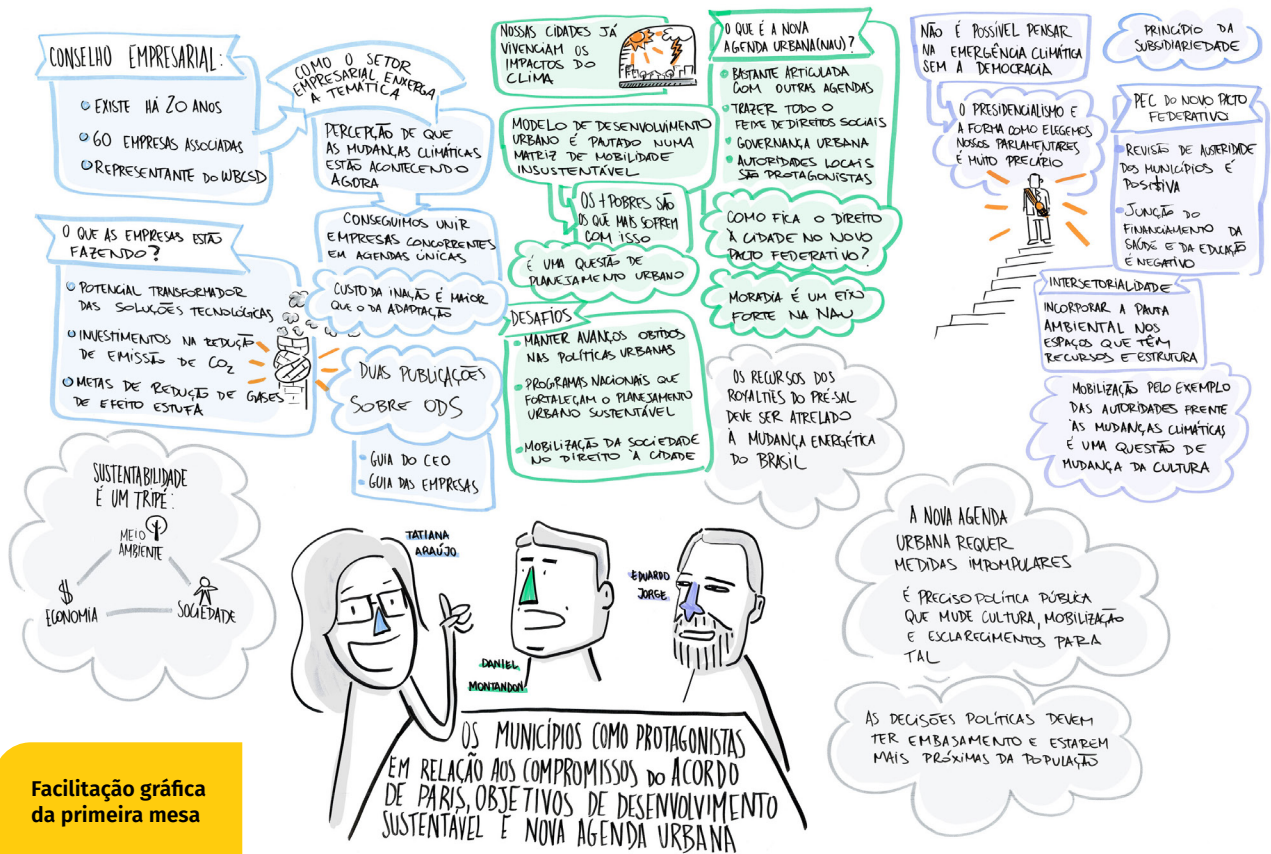 CONSELHO EMPRESARIAL:
EXISTE HÁ 20 ANOS
60 EMPRESAS ASSOCIADAS
REPRESENTANTE DO WBCSD
COMO O SETOR
EMPRESARIAL ENXERGA
A TEMÁTICA
PERCEPÇÃO DE QUE
AS MUDANÇAS CLIMÁTICAS
ESTÃO ACONTECENDO
AGORA
CONSEGUIMOS UNIR
EMPRESAS CONCORRENTES
EM AGENDAS ÚNICAS
CUSTO DA INAÇÃO É MAIOR
QUE O DA ADAPTAÇÃO
O QUE AS EMPRESAS ESTÃO
FAZENDO?
POTENCIAL TRANSFORMADOR
DAS SOLUÇÕES TECNOLÓGICAS
INVESTIMENTOS NA REDUÇÃO
DE EMISSÃO DE CO2
METAS DE REDUÇÃO DE GASES
DE EFEITO ESTUFA
DUAS PUBLICAÇÕES
SOBRE ODS
GUIA DO CEO
GUIA DAS EMPRESAS
SUSTENTABILIDADE
É UM TRIPÉ:
MEIO
AMBIENTE
$
ECONOMIA
SOCIEDADE
NOSSAS CIDADES JÁ
VIVENCIAM OS
IMPACTOS DO
CLIMA
MODELO DE DESENVOLVIMENTO
URBANO É PAUTADO NUMA
MATRIZ DE MOBILIDADE
INSUSTENTÁVEL
OS + POBRES SÃO
OS QUE MAIS SOFREM
COM ISSO
É UMA QUESTÃO DE
PLANEJAMENTO URBANO
DESAFIOS
MANTER AVANÇOS OBTIDOS
NAS POLÍTICAS URBANAS
PROGRAMAS NACIONAIS QUE
FORTALEÇAM O PLANEJAMENTO
URBANO SUSTENTÁVEL
MOBILIZAÇÃO DA SOCIEDADE
NO DIREITO À CIDADE
O QUE É A NOVA
AGENDA URBANA (NAU)?
BASTANTE ARTICULADA
COM OUTRAS AGENDAS
TRAZER TODO O
FEIXE DE DIREITOS SOCIAIS
GOVERNANÇA URBANA
AUTORIDADES LOCAIS
SÃO PROTAGONISTAS
COMO FICA O DIREITO
À CIDADE NO NOVO
PACTO FEDERATIVO?
MORADIA É UM EIXO
FORTE NA NAU
OS RECURSOS DOS
ROYALTIES DO PRÉ-SAL
DEVE SER ATRELADO
À MUDANÇA ENERGÉTICA
DO BRASIL
NÃO É POSSÍVEL PENSAR
NA EMERGÊNCIA CLIMÁTICA
SEM A DEMOCRACIA
O PRESIDENCIALISMO E
A FORMA COMO ELEGEMOS
NOSSOS PARLAMENTARES
É MUITO PRECÁRIO
PRINCÍPIO DA
SUBSIDIARIEDADE
PEC DO NOVO PACTO
FEDERATIVO
REVISÃO DE AUSTERIDADE
DOS MUNICÍPIOS É
POSITIVA
JUNÇÃO DO
FINANCIAMENTO DA
SAÚDE E DA EDUCAÇÃO
É NEGATIVO
INTERSETORIALIDADE
INCORPORAR A PAUTA
AMBIENTAL NOS
ESPAÇOS QUE TÊM
RECURSOS E ESTRUTURA
MOBILIZAÇÃO PELO EXEMPLO
DAS AUTORIDADES FRENTE
ÀS MUDANÇAS CLIMÁTICAS
É UMA QUESTÃO DE
MUDANÇA DA CULTURA
A NOVA AGENDA
URBANA REQUER
MEDIDAS IMPOMPULARES
É PRECISO POLÍTICA PÚBLICA
QUE MUDE CULTURA, MOBILIZAÇÃO
E ESCLARECIMENTOS PARA
TAL
AS DECISÕES POLÍTICAS DEVEM
TER EMBASAMENTO E ESTAREM
MAIS PRÓXIMAS DA POPULAÇÃO
TATIANA
ARAÚJO
DANIEL
MONTANDON
EDUARDO
JORGE
OS MUNICÍPIOS COMO PROTAGONISTAS
EM RELAÇÃO AOS COMPROMISSOS DO ACORDO
DE PARIS, OBJETIVOS DE DESENVOLVIMENTO
SUSTENTÁVEL E NOVA AGENDA URBANA
Facilitação gráfica
da primeira mesa